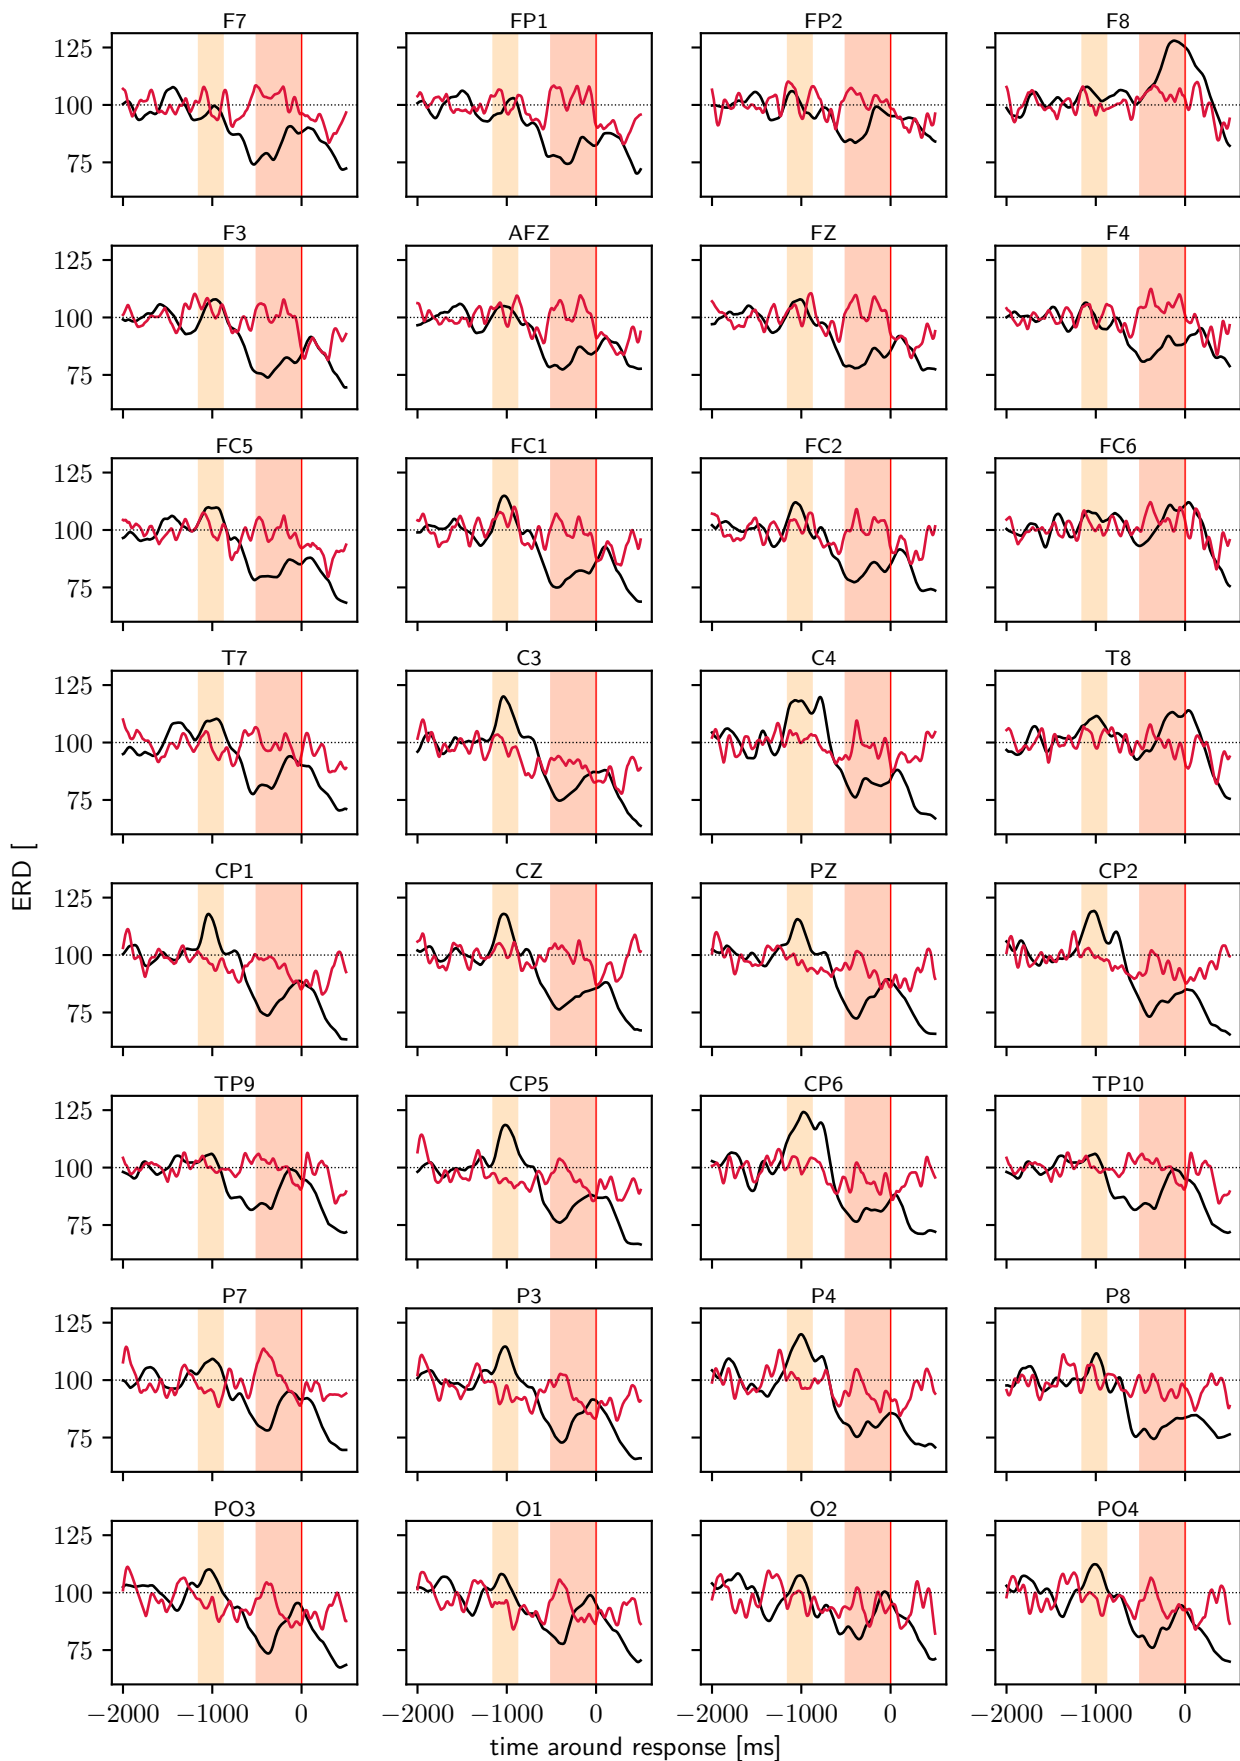 F7 FP1 FP2 F8
125
100
75
F3 AFZ FZ F4
125
100
75
FC5 FC1 FC2 FC6
125
100
75
T7 C3 C4 T8
125
100
75
ERD [
CP1 CZ PZ CP2
125
100
75
TP9 CP5 CP6 TP10
125
100
75
P7 P3 P4 P8
125
100
75
PO3 O1 O2 PO4
125
100
75
−2000 −1000 0 −2000 −1000 0 −2000 −1000 0 −2000 −1000 0
time around response [ms]